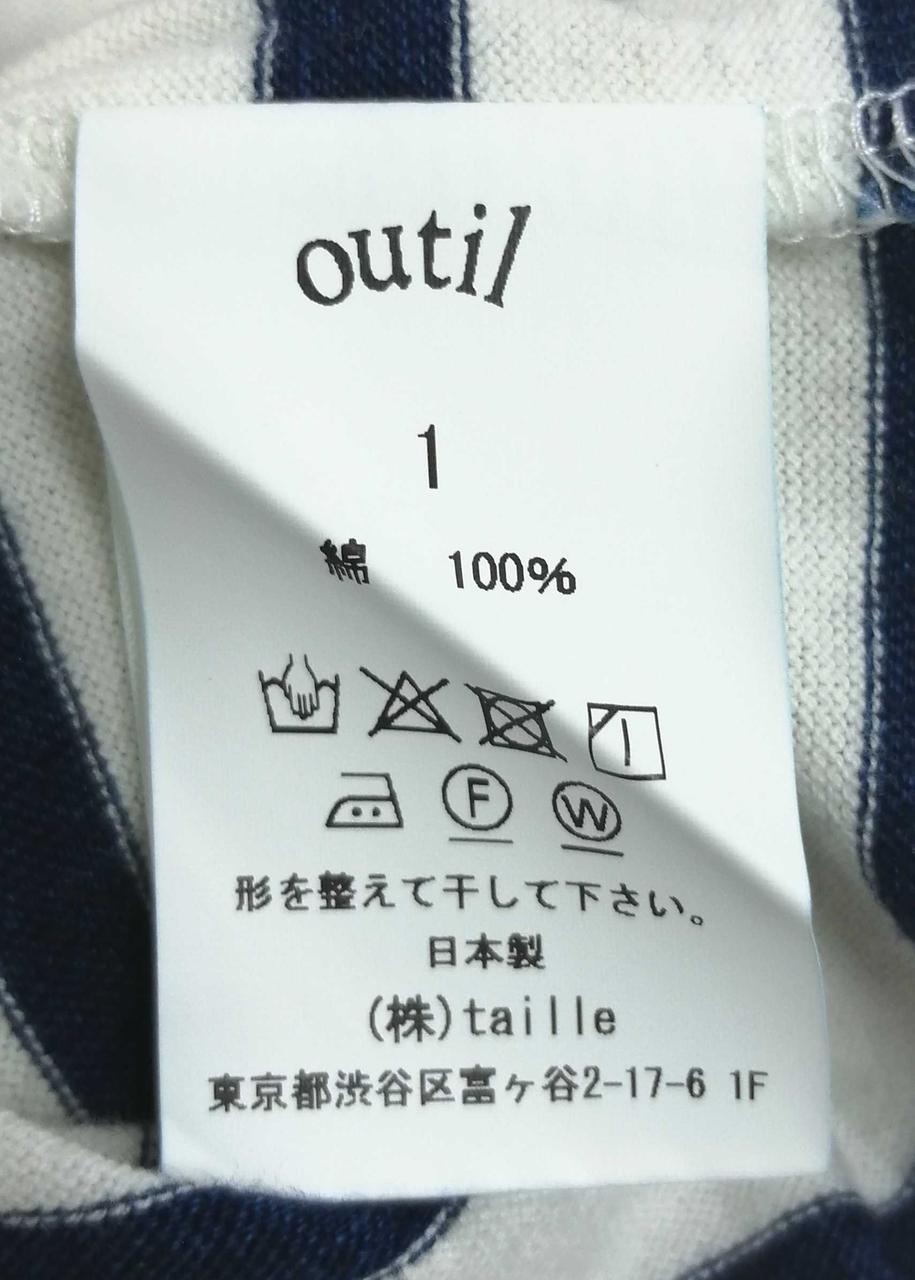 outil
1
綿 100%
F W
形を整えて干して下さい。
日本製
(株)taille
東京都渋谷区富ヶ谷2-17-6 1F